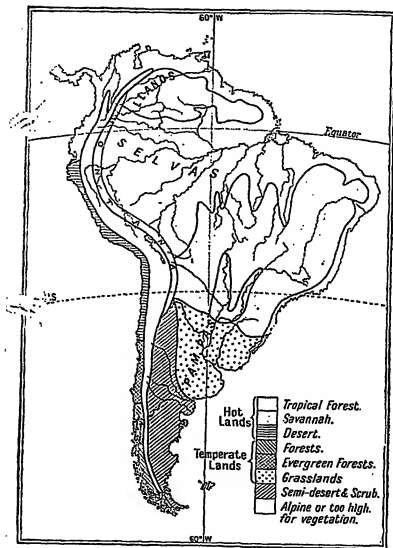 60° W
LLANOS
Equator
SELVAS
MONTAÑA
PAMPAS
Hot Lands
Tropical Forest.
Savannah.
Desert.
Temperate Lands
Forests.
Evergreen Forests.
Grasslands
Semi-desert & Scrub.
Alpine or too high.
for vegetation.
60° W